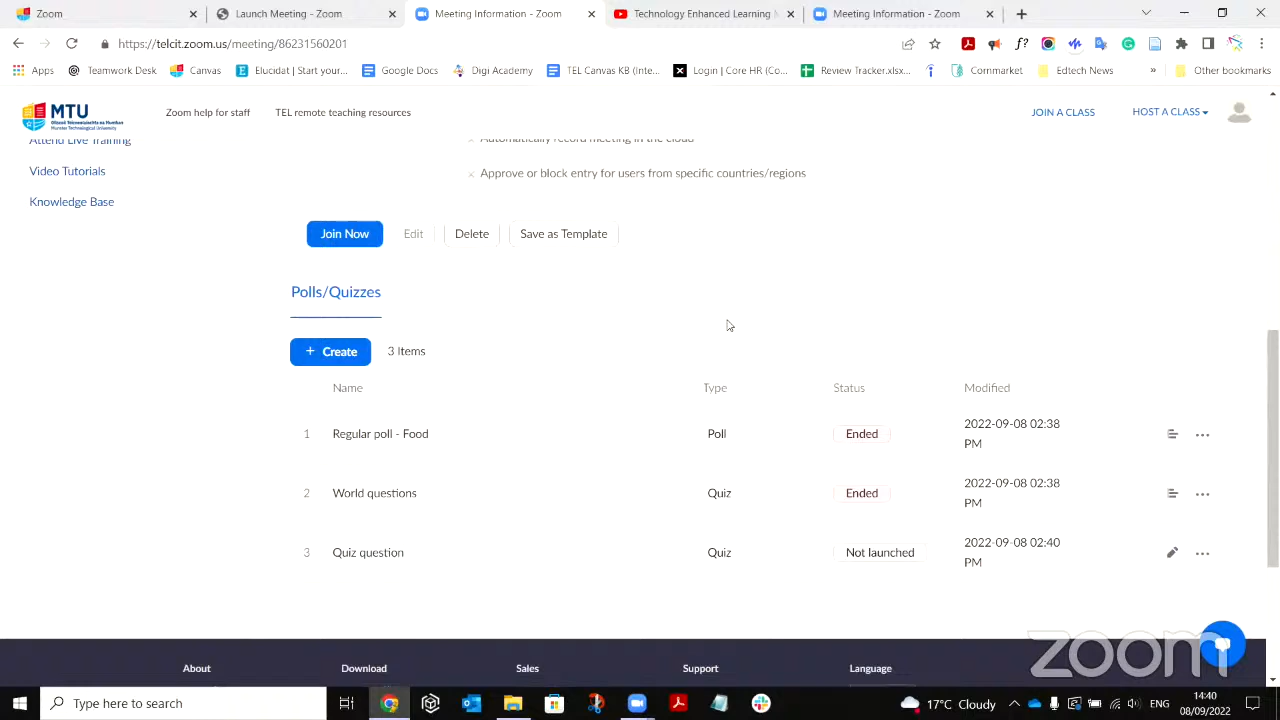 Zoom
Launch Meeting - Zoom
Meeting Information - Zoom
Technology Enhanced Learning M
Meeting Information - Zoom
https://telcit.zoom.us/meeting/86231560201
Apps
Teamwork Desk
Canvas
Elucidat | Start your...
Google Docs
Digi Academy
TEL Canvas KB (Inte...
Login | Core HR (Co...
Review Tracker.xlsx...
Commarket
Edtech News
»
Other bookmarks
MTU
Ollscoil Teicneolaíochta na Mumhan
Munster Technological University
Zoom help for staff
TEL remote teaching resources
JOIN A CLASS
HOST A CLASS
Attend Live Training
Automatically record meeting in the cloud
Video Tutorials
Approve or block entry for users from specific countries/regions
Knowledge Base
Join Now
Edit
Delete
Save as Template
Polls/Quizzes
+ Create
3 Items
Name Type Status Modified
1 Regular poll - Food Poll Ended 2022-09-08 02:38
PM
2 World questions Quiz Ended 2022-09-08 02:38
PM
3 Quiz question Quiz Not launched 2022-09-08 02:40
PM
zoom
About Download Sales Support Language
Type here to search
17°C Cloudy
ENG
14:40
08/09/2022